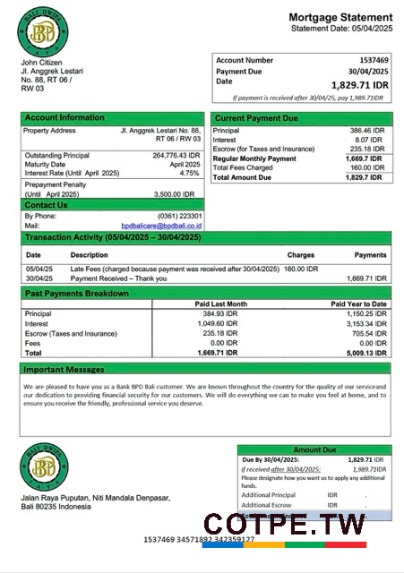 BPD
Mortgage Statement
Statement Date: 05/04/2025
John Citizen
Jl. Anggrek Lestari
No. 88, RT 06 /
RW 03
Account Number 1537469
Payment Due 30/04/2025
Date 1,829.71 IDR
If payment is received after 30/04/25, pay 1,989.71IDR
Account Information
Property Address Jl. Anggrek Lestari No. 88,
RT 06 / RW 03
Outstanding Principal 264,776.43 IDR
Maturity Date April 2025
Interest Rate (Until April 2025) 4.75%
Prepayment Penalty
(Until April 2025) 3,500.00 IDR
Contact Us
By Phone: (0361) 223301
Mail: bpdbalicare@bpdbali.co.id
Current Payment Due
Principal 386.46 IDR
Interest 8.07 IDR
Escrow (for Taxes and Insurance) 235.18 IDR
Regular Monthly Payment 1,669.7 IDR
Total Fees Charged 160.00 IDR
Total Amount Due 1,829.7 IDR
Transaction Activity (05/04/2025 – 30/04/2025)
Date Description Charges Payments
05/04/25 Late Fees (charged because payment was received after 30/04/2025) 160.00 IDR
30/04/25 Payment Received – Thank you 1,669.71 IDR
Past Payments Breakdown
Paid Last Month Paid Year to Date
Principal 384.93 IDR 1,150.25 IDR
Interest 1,049.60 IDR 3,153.34 IDR
Escrow (Taxes and Insurance) 235.18 IDR 705.54 IDR
Fees 0.00 IDR 0.00 IDR
Total 1,669.71 IDR 5,009.13 IDR
Important Messages
We are pleased to have you as a Bank BPD Bali customer. We are known throughout the country for the quality of our serviceand
our dedication to providing financial security for our customers. We will do everything we can to make you feel at home, and to
ensure you receive the friendly, professional service you deserve.
BPD
Jalan Raya Puputan, Niti Mandala Denpasar,
Bali 80235 Indonesia
Amount Due
Due By 30/04/2025: 1,829.71 IDR
If received after 30/04/2025: 1,989.71IDR
Please designate how you want us to apply any additional
funds.
Additional Principal IDR .
Additional Escrow IDR .
COTPE.TW
1537469 34571892 342359127